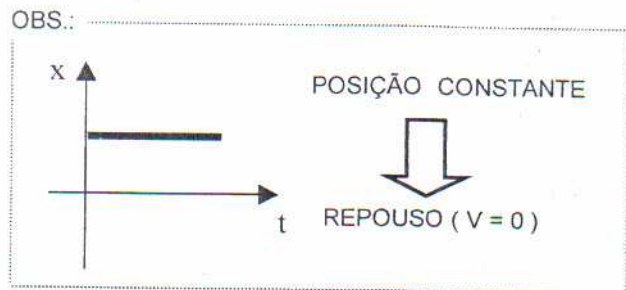 OBS.:
X
POSIÇÃO CONSTANTE
t
REPOUSO ( V = 0 )